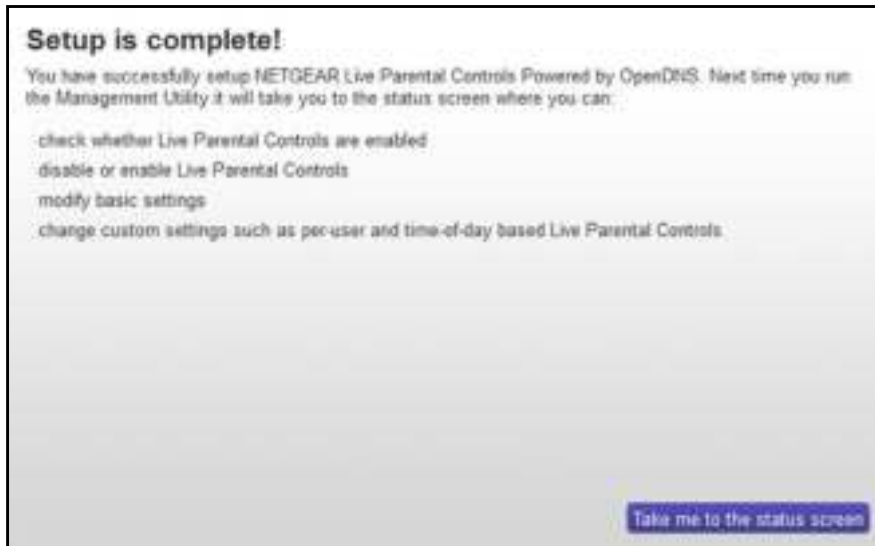 Setup is complete!
You have successfully setup NETGEAR Live Parental Controls Powered by OpenDNS. Next time you run
the Management Utility it will take you to the status screen where you can:
check whether Live Parental Controls are enabled
disable or enable Live Parental Controls
modify basic settings
change custom settings such as per-user and time-of-day based Live Parental Controls
Take me to the status screen